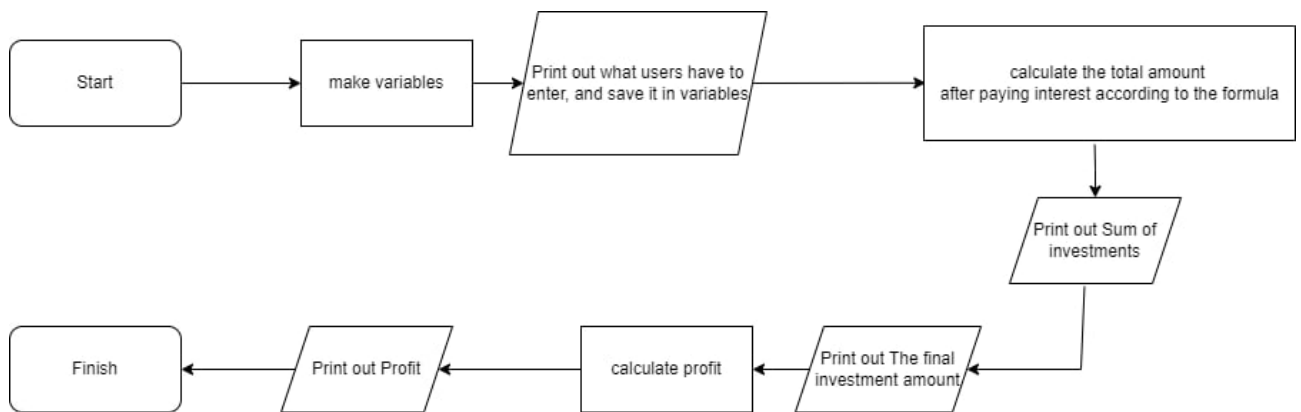 Start
make variables
Print out what users have to
enter, and save it in variables
calculate the total amount
after paying interest according to the formula
Print out Sum of
investments
Print out The final
investment amount
calculate profit
Print out Profit
Finish